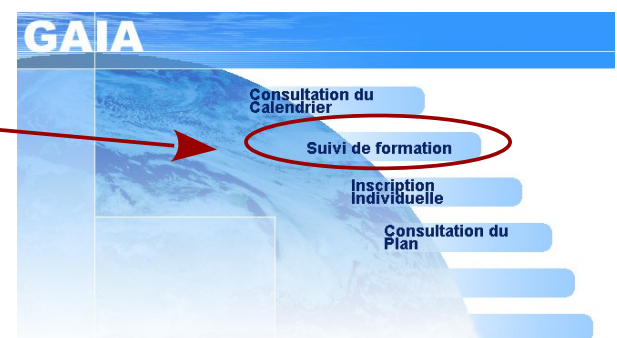 GAIA
Consultation du
Calendrier
Suivi de formation
Inscription
Individuelle
Consultation du
Plan